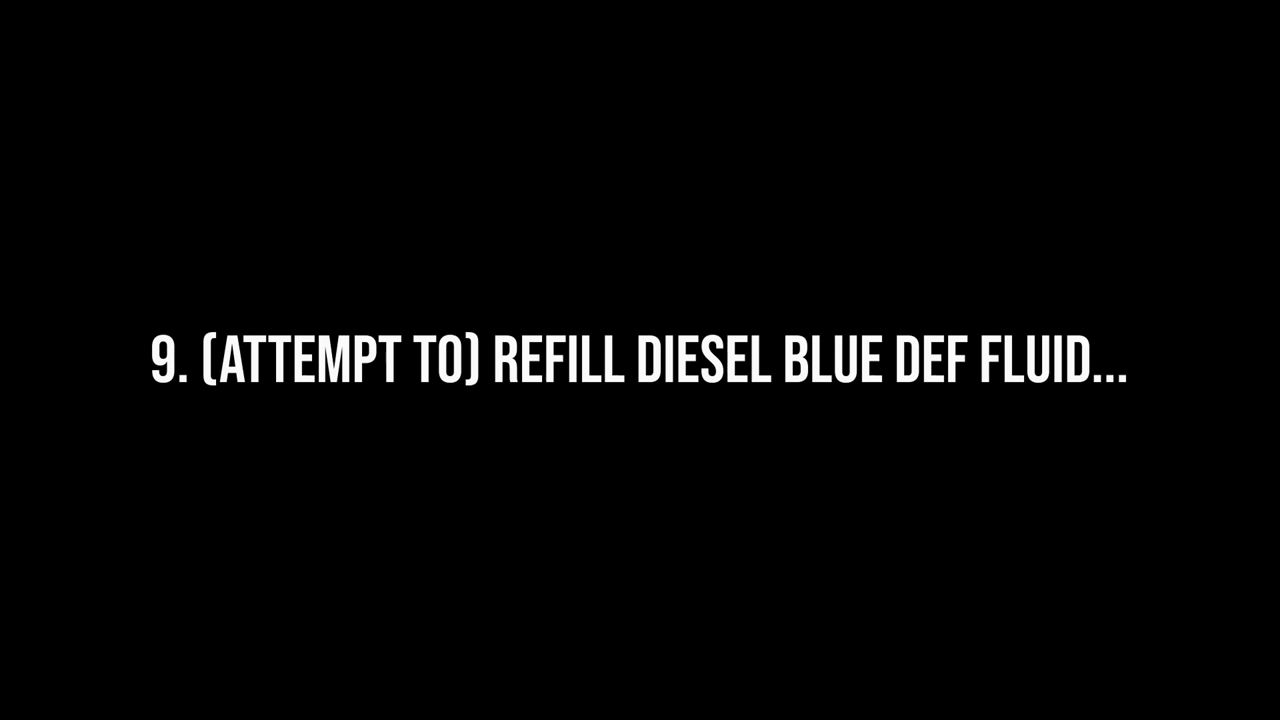 9. (ATTEMPT TO) REFILL DIESEL BLUE DEF FLUID...